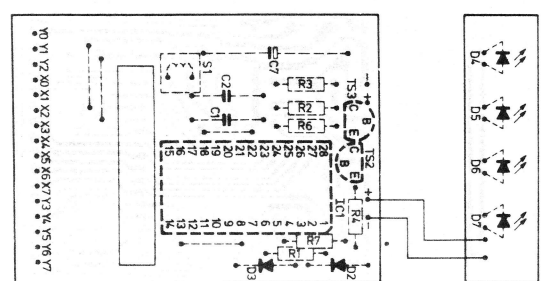 Y0
Y1
Y2
X0
X1
X2
X3
X4
X5
X6
X7
Y3
Y4
Y5
Y6
Y7
S1
C7
C2
C1
R3
R2
R6
TS3
C
B
E
TS2
C
B
E
- +
15 16 17 18 19 20 21 22 23 24 25 26 27 28
14 13 12 11 10 9 8 7 6 5 4 3 2 1
IC1
R4
+ -
R7
R1
D3
D2
D4
D5
D6
D7